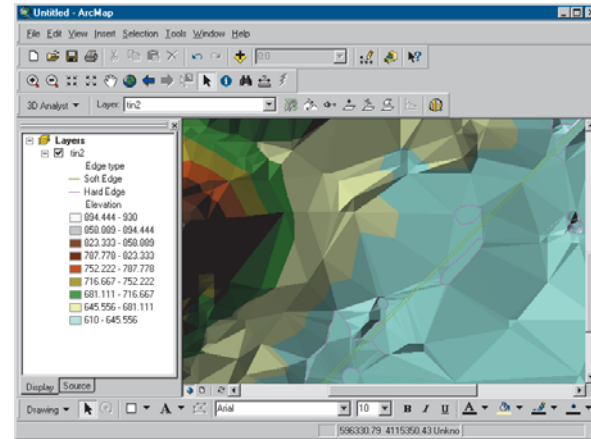 Untitled - ArcMap
File Edit View Insert Selection Tools Window Help
0:0
3D Analyst Layer: tin2
Layers
tin2
Edge type
Soft Edge
Hard Edge
Elevation
894.444 - 930
858.889 - 894.444
823.333 - 858.889
787.778 - 823.333
752.222 - 787.778
716.667 - 752.222
681.111 - 716.667
645.556 - 681.111
610 - 645.556
Display Source
Drawing A Arial 10 B I U A
596330.79 4115350.43 Unkno